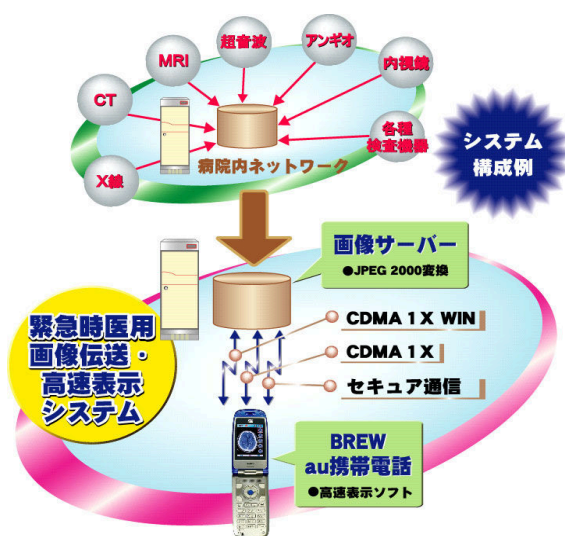 超音波
アンギオ
MRI
内視鏡
CT
各種
検査機器
X線
病院内ネットワーク
システム
構成例
画像サーバー
●JPEG 2000変換
緊急時医用
画像伝送・
高速表示
システム
CDMA 1X WIN
CDMA 1X
セキュア通信
BREW
au携帯電話
●高速表示ソフト